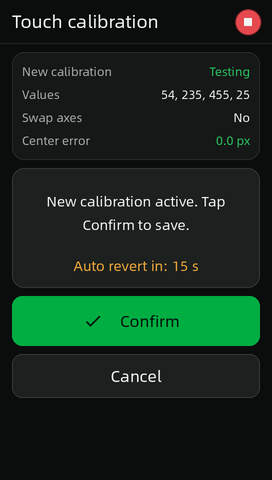 Touch calibration
New calibration Testing
Values 54, 235, 455, 25
Swap axes No
Center error 0.0 px
New calibration active. Tap
Confirm to save.
Auto revert in: 15 s
Confirm
Cancel